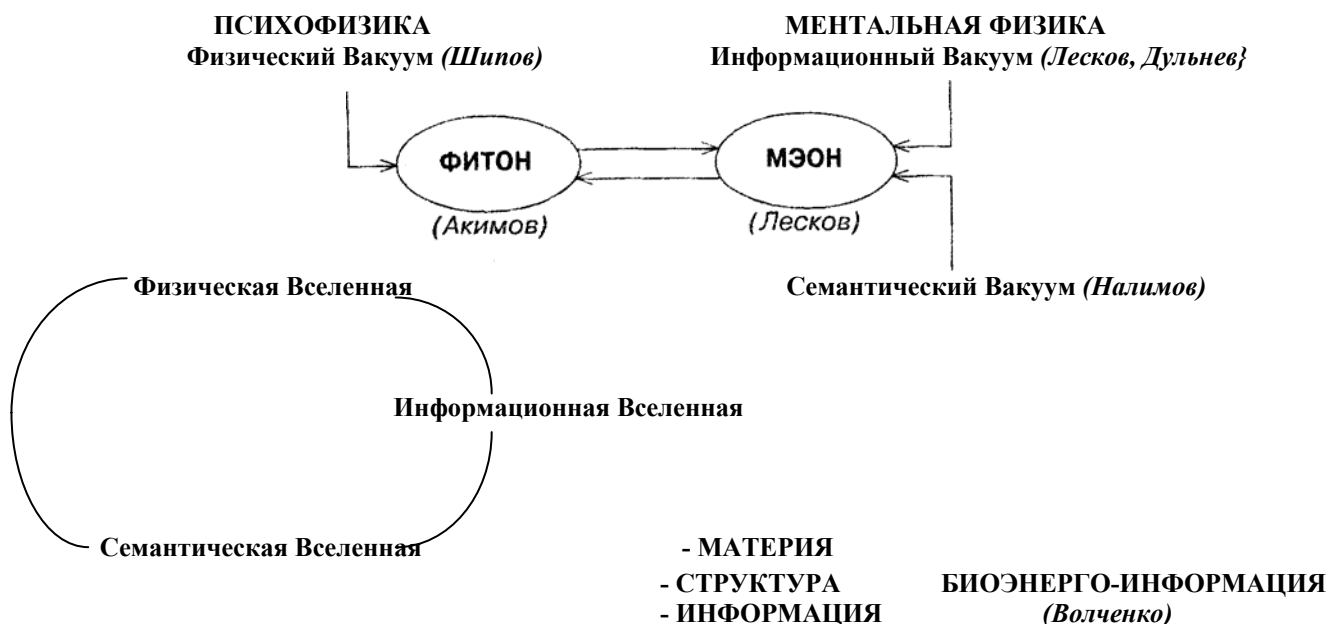 ПСИХОФИЗИКА
Физический Вакуум (Шипов)
МЕНТАЛЬНАЯ ФИЗИКА
Информационный Вакуум (Лесков, Дульнев}
ФИТОН
(Акимов)
МЭОН
(Лесков)
Физическая Вселенная
Семантический Вакуум (Налимов)
Информационная Вселенная
Семантическая Вселенная
- МАТЕРИЯ
- СТРУКТУРА
- ИНФОРМАЦИЯ
БИОЭНЕРГО-ИНФОРМАЦИЯ
(Волченко)